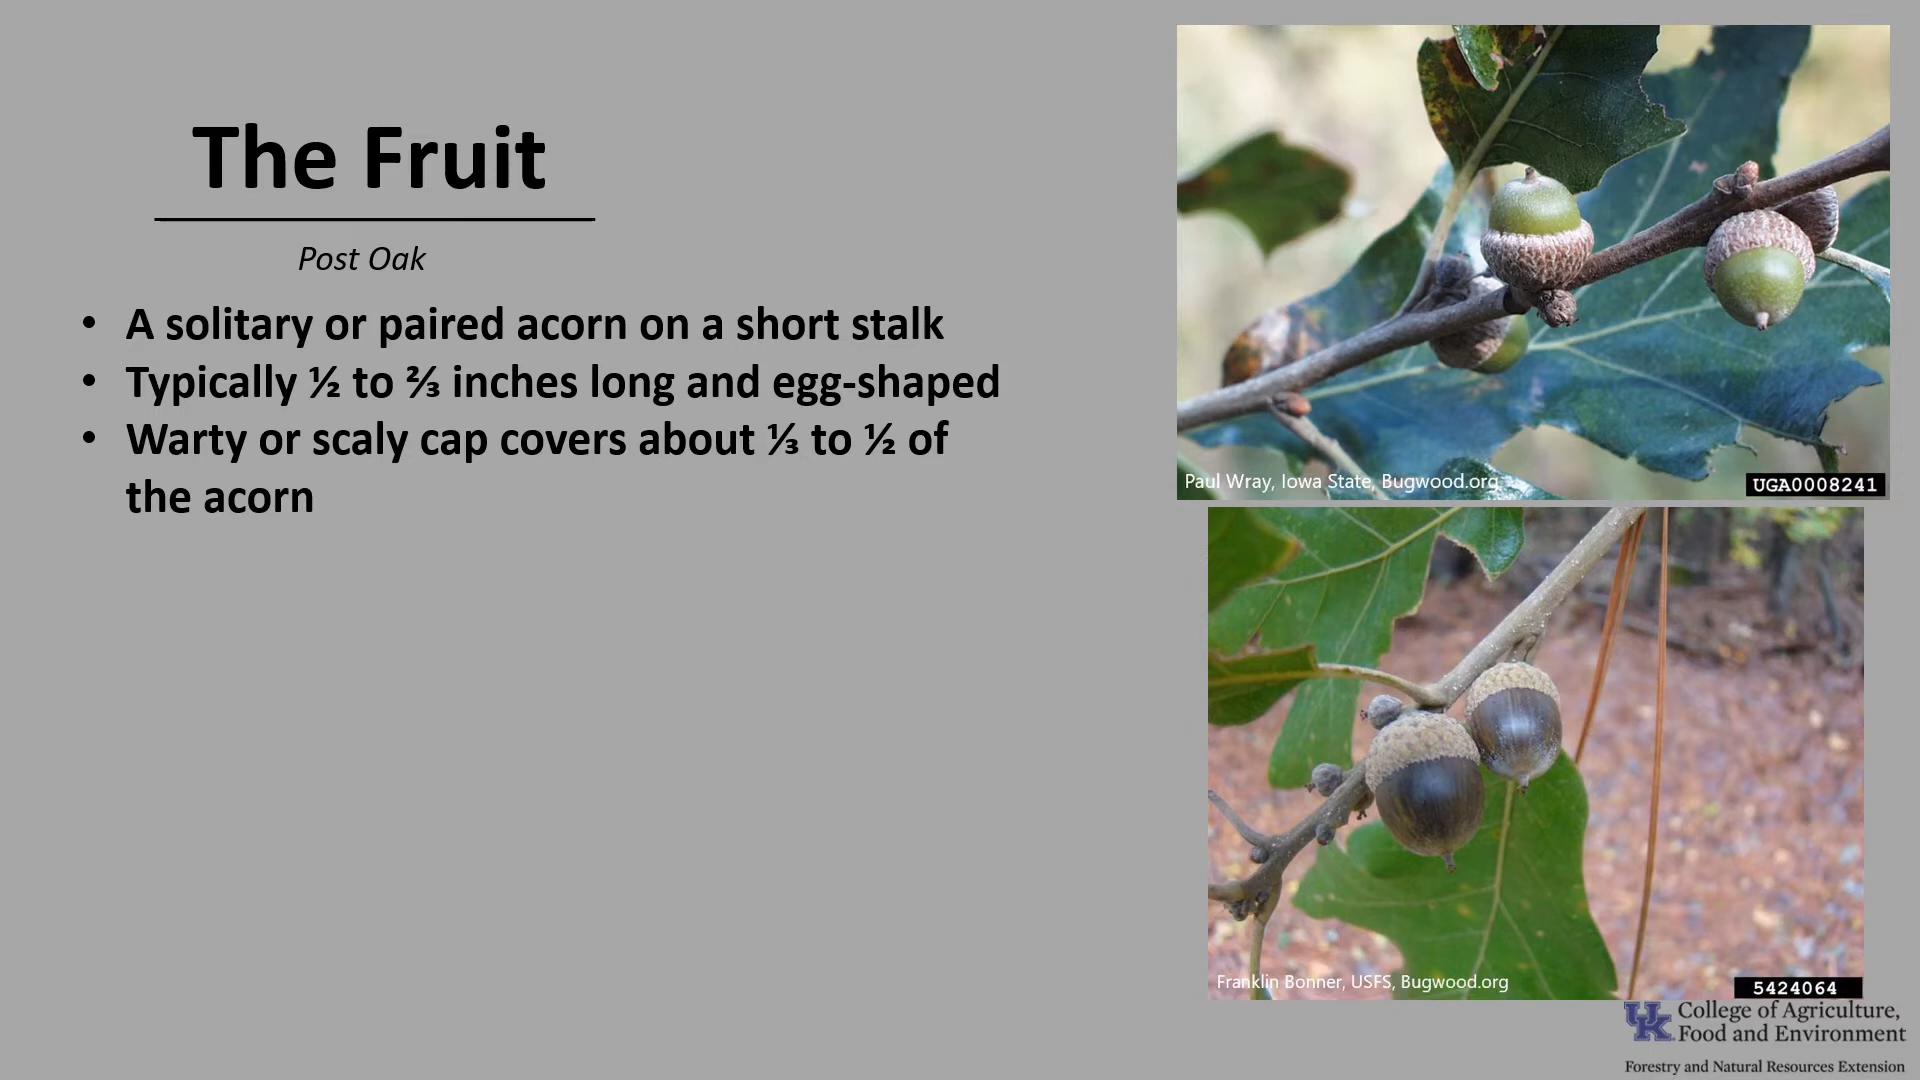 The Fruit
Post Oak
• A solitary or paired acorn on a short stalk
• Typically ½ to ⅔ inches long and egg-shaped
• Warty or scaly cap covers about ⅓ to ½ of
the acorn
Paul Wray, Iowa State, Bugwood.org
UGA0008241
Franklin Bonner, USFS, Bugwood.org
5424064
UK
College of Agriculture,
Food and Environment
Forestry and Natural Resources Extension